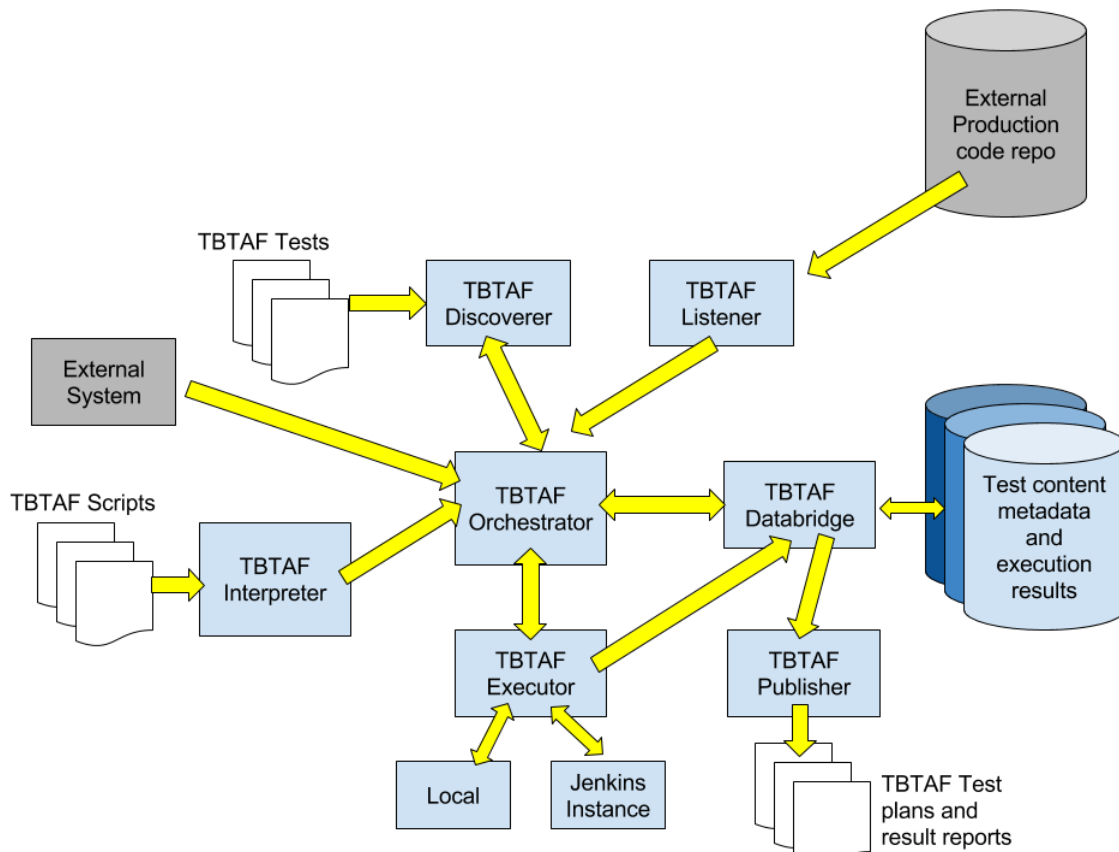 External
Production
code repo
TBTAF Tests
TBTAF
Discoverer
TBTAF
Listener
External
System
TBTAF Scripts
TBTAF
Interpreter
TBTAF
Orchestrator
TBTAF
Databridge
Test content
metadata
and
execution
results
TBTAF
Executor
TBTAF
Publisher
Local
Jenkins
Instance
TBTAF Test
plans and
result reports